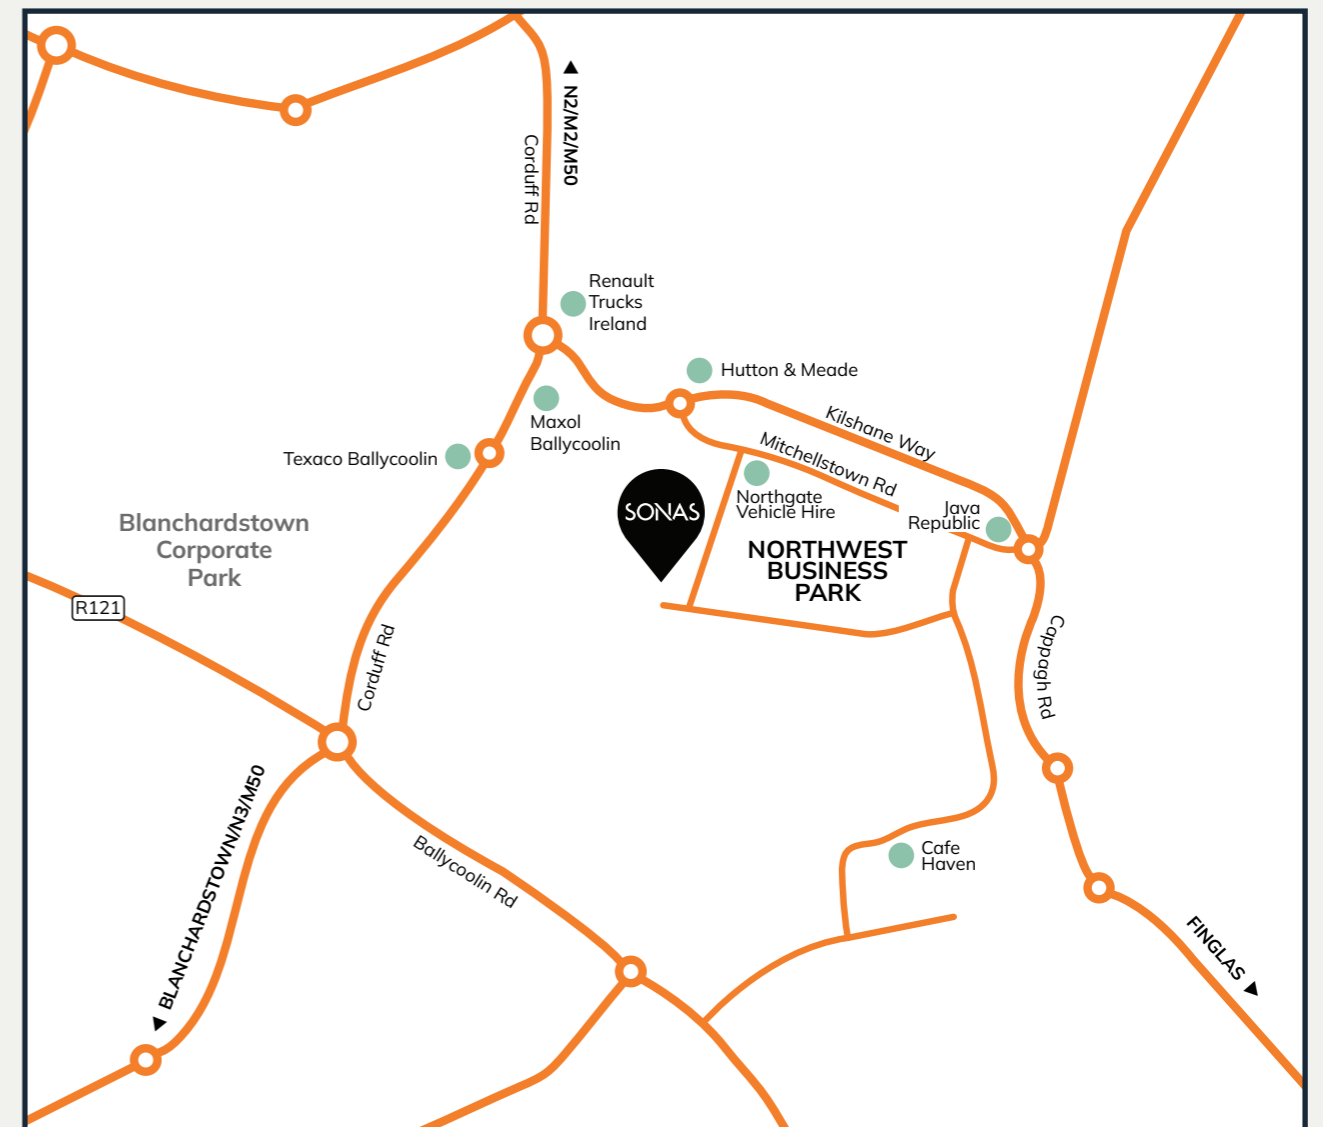 N2/M2/M50
Corduff Rd
Renault
Trucks
Ireland
Hutton & Meade
Maxol
Ballycoolin
Texaco Ballycoolin
Kilshane Way
Mitchellstown Rd
Northgate
Vehicle Hire
SONAS
Java
Republic
Blanchardstown
Corporate
Park
NORTHWEST
BUSINESS
PARK
R121
Corduff Rd
Cappagh Rd
BLANCHARDSTOWN/N3/M50
Ballycoolin Rd
Cafe
Haven
FINGLAS